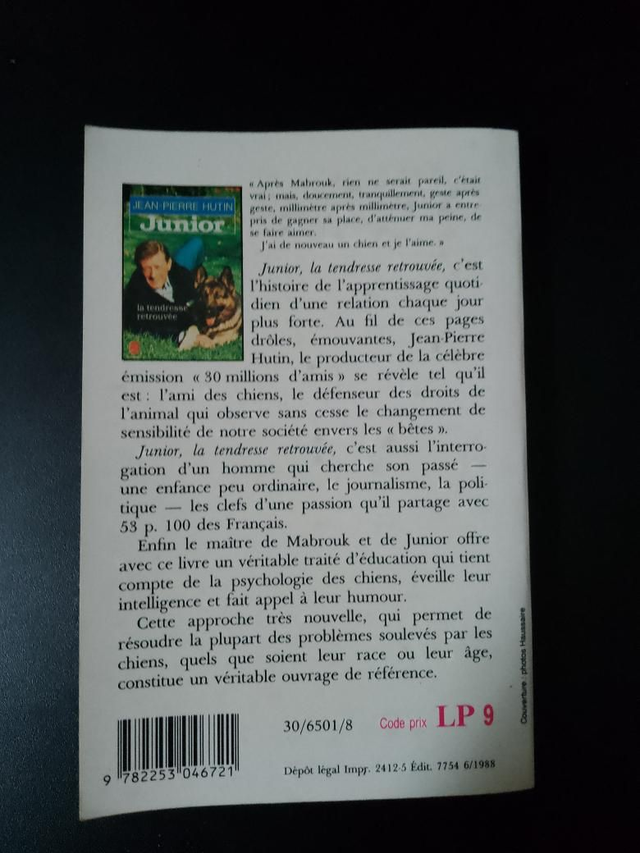 JEAN-PIERRE HUTIN
Junior
la tendresse
retrouvée
« Après Mabrouk, rien ne serait pareil, c'était
vrai ; mais, doucement, tranquillement, geste après
geste, millimètre après millimètre, Junior a entre-
pris de gagner sa place, d'atténuer ma peine, de
se faire aimer.
J'ai de nouveau un chien et je l'aime. »
Junior, la tendresse retrouvée, c'est
l'histoire de l'apprentissage quoti-
dien d'une relation chaque jour
plus forte. Au fil de ces pages
drôles, émouvantes, Jean-Pierre
Hutin, le producteur de la célèbre
émission « 30 millions d'amis » se révèle tel qu'il
est : l'ami des chiens, le défenseur des droits de
l'animal qui observe sans cesse le changement de
sensibilité de notre société envers les « bêtes ».
Junior, la tendresse retrouvée, c'est aussi l'interro-
gation d'un homme qui cherche son passé —
une enfance peu ordinaire, le journalisme, la poli-
tique — les clefs d'une passion qu'il partage avec
53 p. 100 des Français.
Enfin le maître de Mabrouk et de Junior offre
avec ce livre un véritable traité d'éducation qui tient
compte de la psychologie des chiens, éveille leur
intelligence et fait appel à leur humour.
Cette approche très nouvelle, qui permet de
résoudre la plupart des problèmes soulevés par les
chiens, quels que soient leur race ou leur âge,
constitue un véritable ouvrage de référence.
Couverture : photos Haussaire
30/6501/8
Code prix LP 9
9 782253 046721
Dépôt légal Impr. 2412-5 Édit. 7754 6/1988